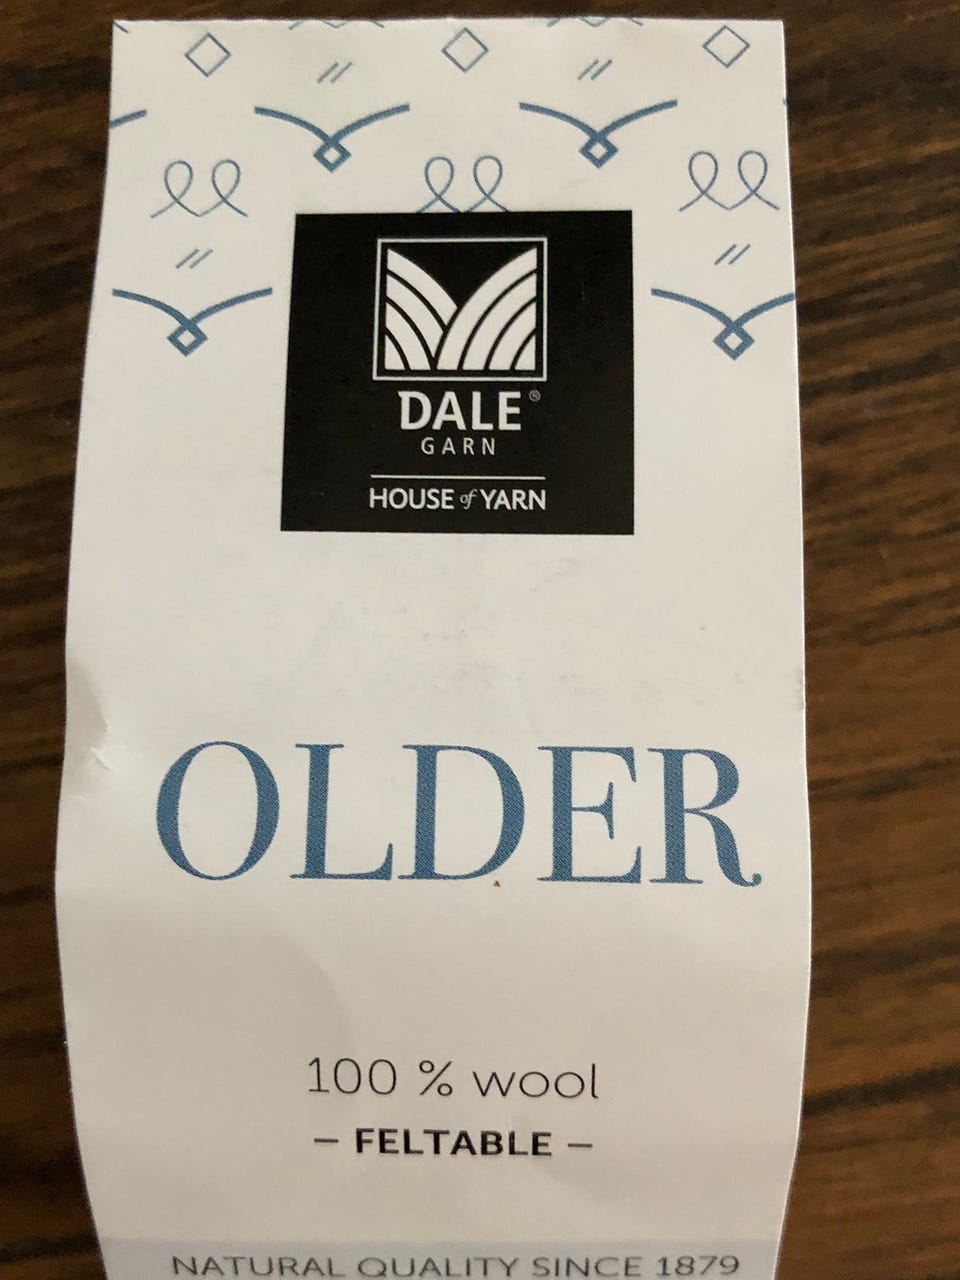 DALE®
GARN
HOUSE of YARN
OLDER
100 % wool
– FELTABLE –
NATURAL QUALITY SINCE 1879